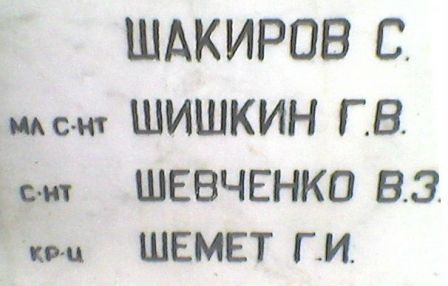 ШАКИРОВ С.
МЛ С-НТ ШИШКИН Г.В.
С-НТ ШЕВЧЕНКО В.З.
КР-Ц ШЕМЕТ Г.И.